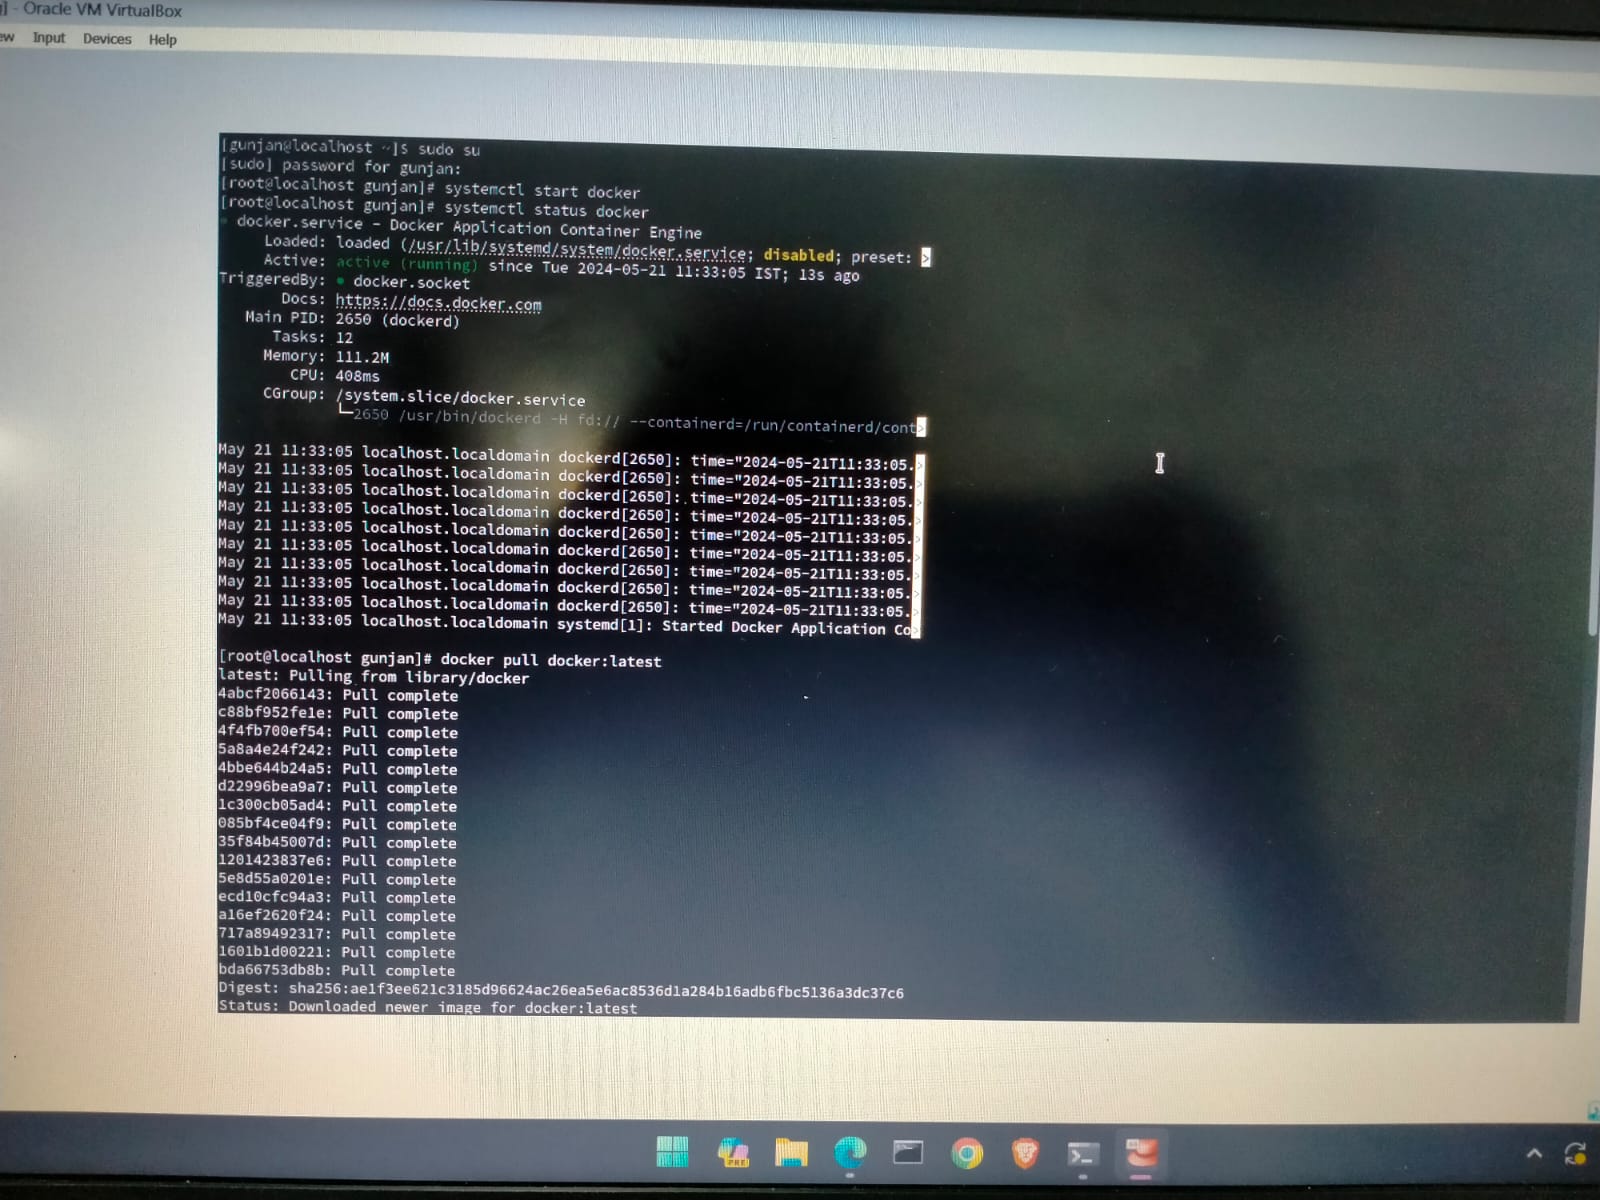 - Oracle VM VirtualBox
Input Devices Help
[gunjan@localhost ~]$ sudo su
[sudo] password for gunjan:
[root@localhost gunjan]# systemctl start docker
[root@localhost gunjan]# systemctl status docker
● docker.service - Docker Application Container Engine
Loaded: loaded (/usr/lib/systemd/system/docker.service; disabled; preset: >
Active: active (running) since Tue 2024-05-21 11:33:05 IST; 13s ago
TriggeredBy: ● docker.socket
Docs: https://docs.docker.com
Main PID: 2650 (dockerd)
Tasks: 12
Memory: 111.2M
CPU: 408ms
CGroup: /system.slice/docker.service
└─2650 /usr/bin/dockerd -H fd:// --containerd=/run/containerd/cont>
May 21 11:33:05 localhost.localdomain dockerd[2650]: time="2024-05-21T11:33:05.>
May 21 11:33:05 localhost.localdomain dockerd[2650]: time="2024-05-21T11:33:05.>
May 21 11:33:05 localhost.localdomain dockerd[2650]: time="2024-05-21T11:33:05.>
May 21 11:33:05 localhost.localdomain dockerd[2650]: time="2024-05-21T11:33:05.>
May 21 11:33:05 localhost.localdomain dockerd[2650]: time="2024-05-21T11:33:05.>
May 21 11:33:05 localhost.localdomain dockerd[2650]: time="2024-05-21T11:33:05.>
May 21 11:33:05 localhost.localdomain dockerd[2650]: time="2024-05-21T11:33:05.>
May 21 11:33:05 localhost.localdomain dockerd[2650]: time="2024-05-21T11:33:05.>
May 21 11:33:05 localhost.localdomain dockerd[2650]: time="2024-05-21T11:33:05.>
May 21 11:33:05 localhost.localdomain systemd[1]: Started Docker Application Co>
[root@localhost gunjan]# docker pull docker:latest
latest: Pulling from library/docker
4abcf2066143: Pull complete
c88bf952fe1e: Pull complete
4f4fb700ef54: Pull complete
5a8a4e24f242: Pull complete
4bbe644b24a5: Pull complete
d22996bea9a7: Pull complete
1c300cb05ad4: Pull complete
085bf4ce04f9: Pull complete
35f84b45007d: Pull complete
1201423837e6: Pull complete
5e8d55a0201e: Pull complete
ecd10cfc94a3: Pull complete
a16ef2620f24: Pull complete
717a89492317: Pull complete
1601b1d00221: Pull complete
bda66753db8b: Pull complete
Digest: sha256:ae1f3ee621c3185d96624ac26ea5e6ac8536d1a284b16adb6fbc5136a3dc37c6
Status: Downloaded newer image for docker:latest
PRE